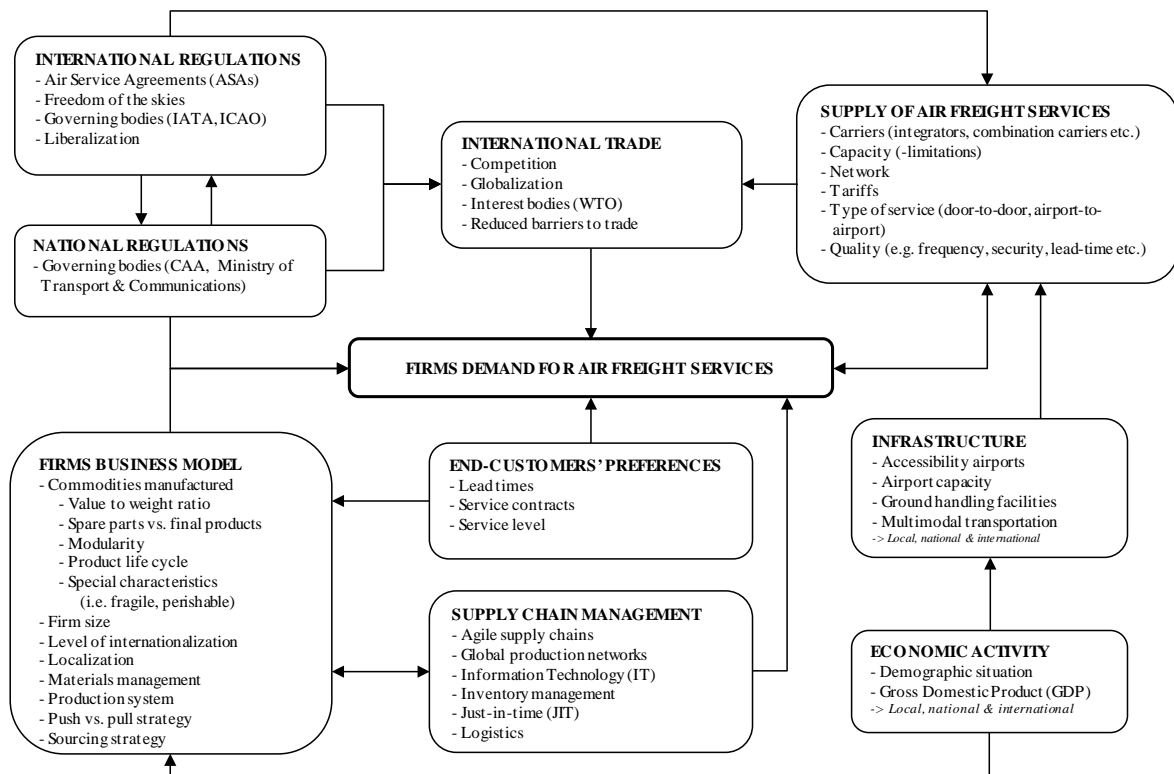 INTERNATIONAL REGULATIONS
- Air Service Agreements (ASAs)
- Freedom of the skies
- Governing bodies (IATA, ICAO)
- Liberalization
NATIONAL REGULATIONS
- Governing bodies (CAA, Ministry of
Transport & Communications)
INTERNATIONAL TRADE
- Competition
- Globalization
- Interest bodies (WTO)
- Reduced barriers to trade
SUPPLY OF AIR FREIGHT SERVICES
- Carriers (integrators, combination carriers etc.)
- Capacity (-limitations)
- Network
- Tariffs
- Type of service (door-to-door, airport-to-
airport)
- Quality (e.g. frequency, security, lead-time etc.)
FIRMS DEMAND FOR AIR FREIGHT SERVICES
FIRMS BUSINESS MODEL
- Commodities manufactured
- Value to weight ratio
- Spare parts vs. final products
- Modularity
- Product life cycle
- Special characteristics
(i.e. fragile, perishable)
- Firm size
- Level of internationalization
- Localization
- Materials management
- Production system
- Push vs. pull strategy
- Sourcing strategy
END-CUSTOMERS' PREFERENCES
- Lead times
- Service contracts
- Service level
SUPPLY CHAIN MANAGEMENT
- Agile supply chains
- Global production networks
- Information Technology (IT)
- Inventory management
- Just-in-time (JIT)
- Logistics
INFRASTRUCTURE
- Accessibility airports
- Airport capacity
- Ground handling facilities
- Multimodal transportation
-> Local, national & international
ECONOMIC ACTIVITY
- Demographic situation
- Gross Domestic Product (GDP)
-> Local, national & international